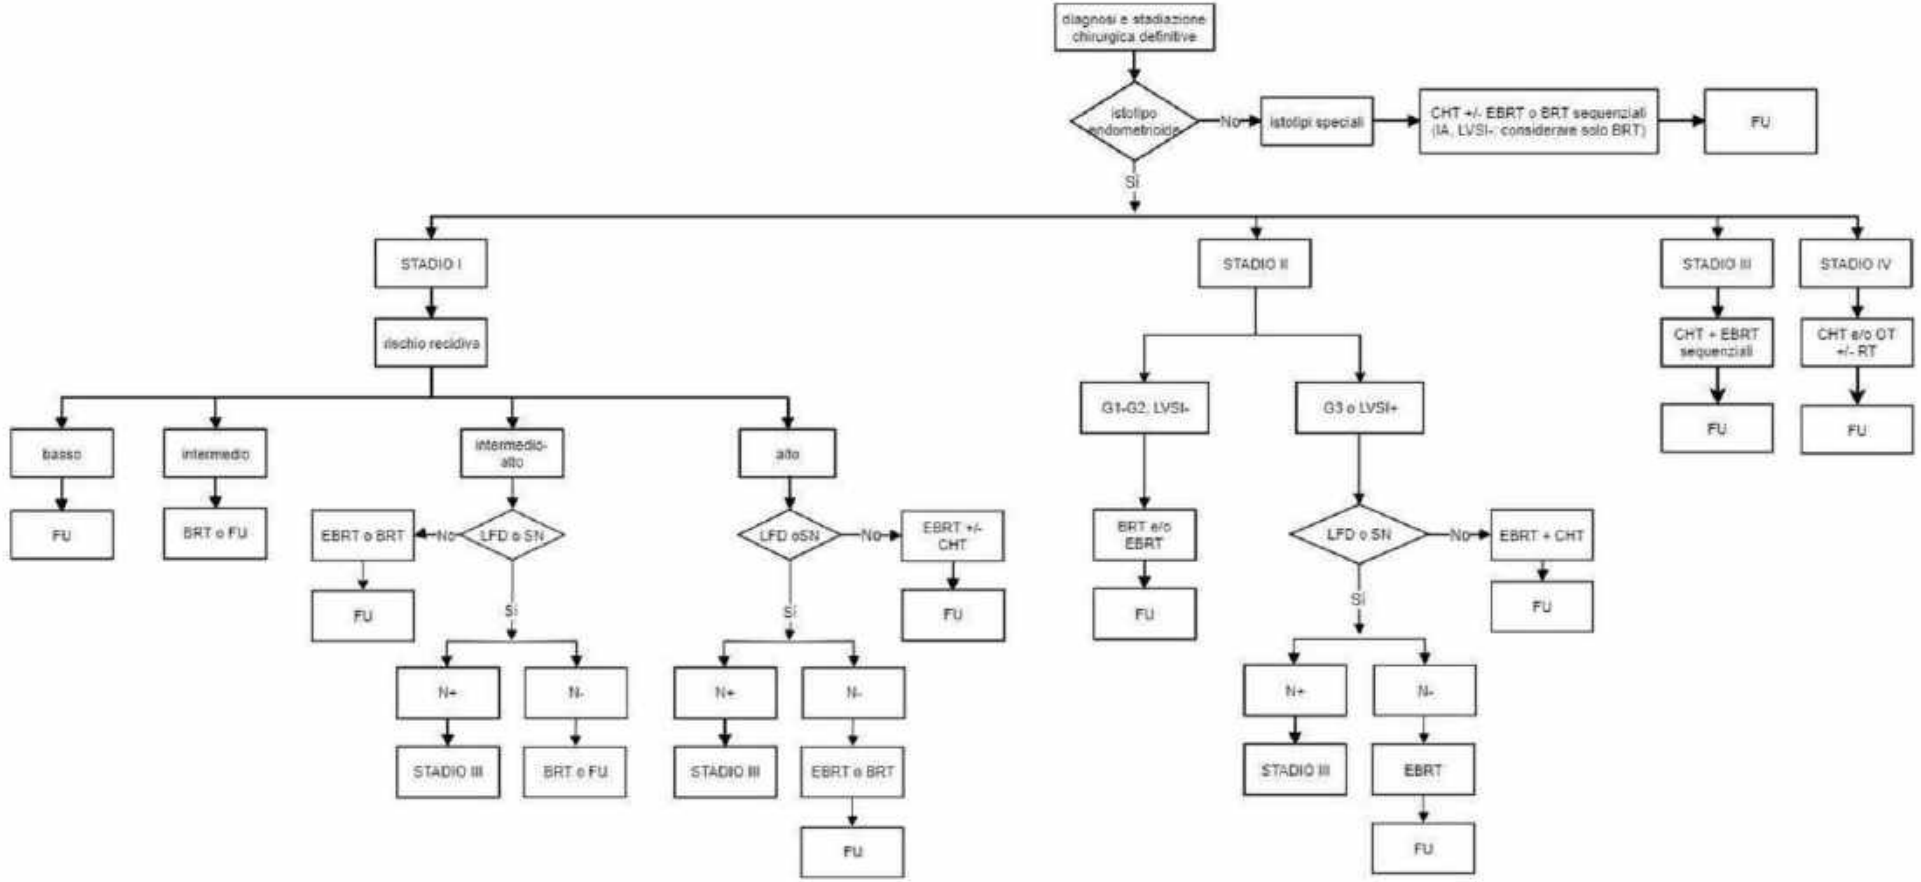 diagnosi e stadiazione
chirurgica definitive
istotipo
endometrioide
No
istotipi speciali
CHT +/- EBRT o BRT sequenziali
(IA, LVSI-: considerare solo BRT)
FU
Sì
STADIO I
STADIO II
STADIO III
STADIO IV
rischio recidiva
CHT + EBRT
sequenziali
CHT e/o OT
+/- RT
FU
FU
G1-G2, LVSI-
G3 o LVSI+
basso
intermedio
intermedio-
alto
alto
FU
BRT o FU
EBRT o BRT
No
LFD o SN
LFD o SN
No
EBRT +/-
CHT
BRT e/o
EBRT
LFD o SN
No
EBRT + CHT
FU
Sì
Sì
FU
FU
Sì
FU
N+
N-
N+
N-
N+
N-
STADIO III
BRT o FU
STADIO III
EBRT o BRT
STADIO III
EBRT
FU
FU